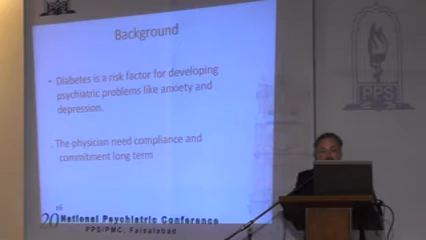 Background
• Diabetes is a risk factor for developing
psychiatric problems like anxiety and
depression.
. The physician need compliance and
commitment long term
20 National Psychiatric Conference
PPS/PMC, Faisalabad
PPS